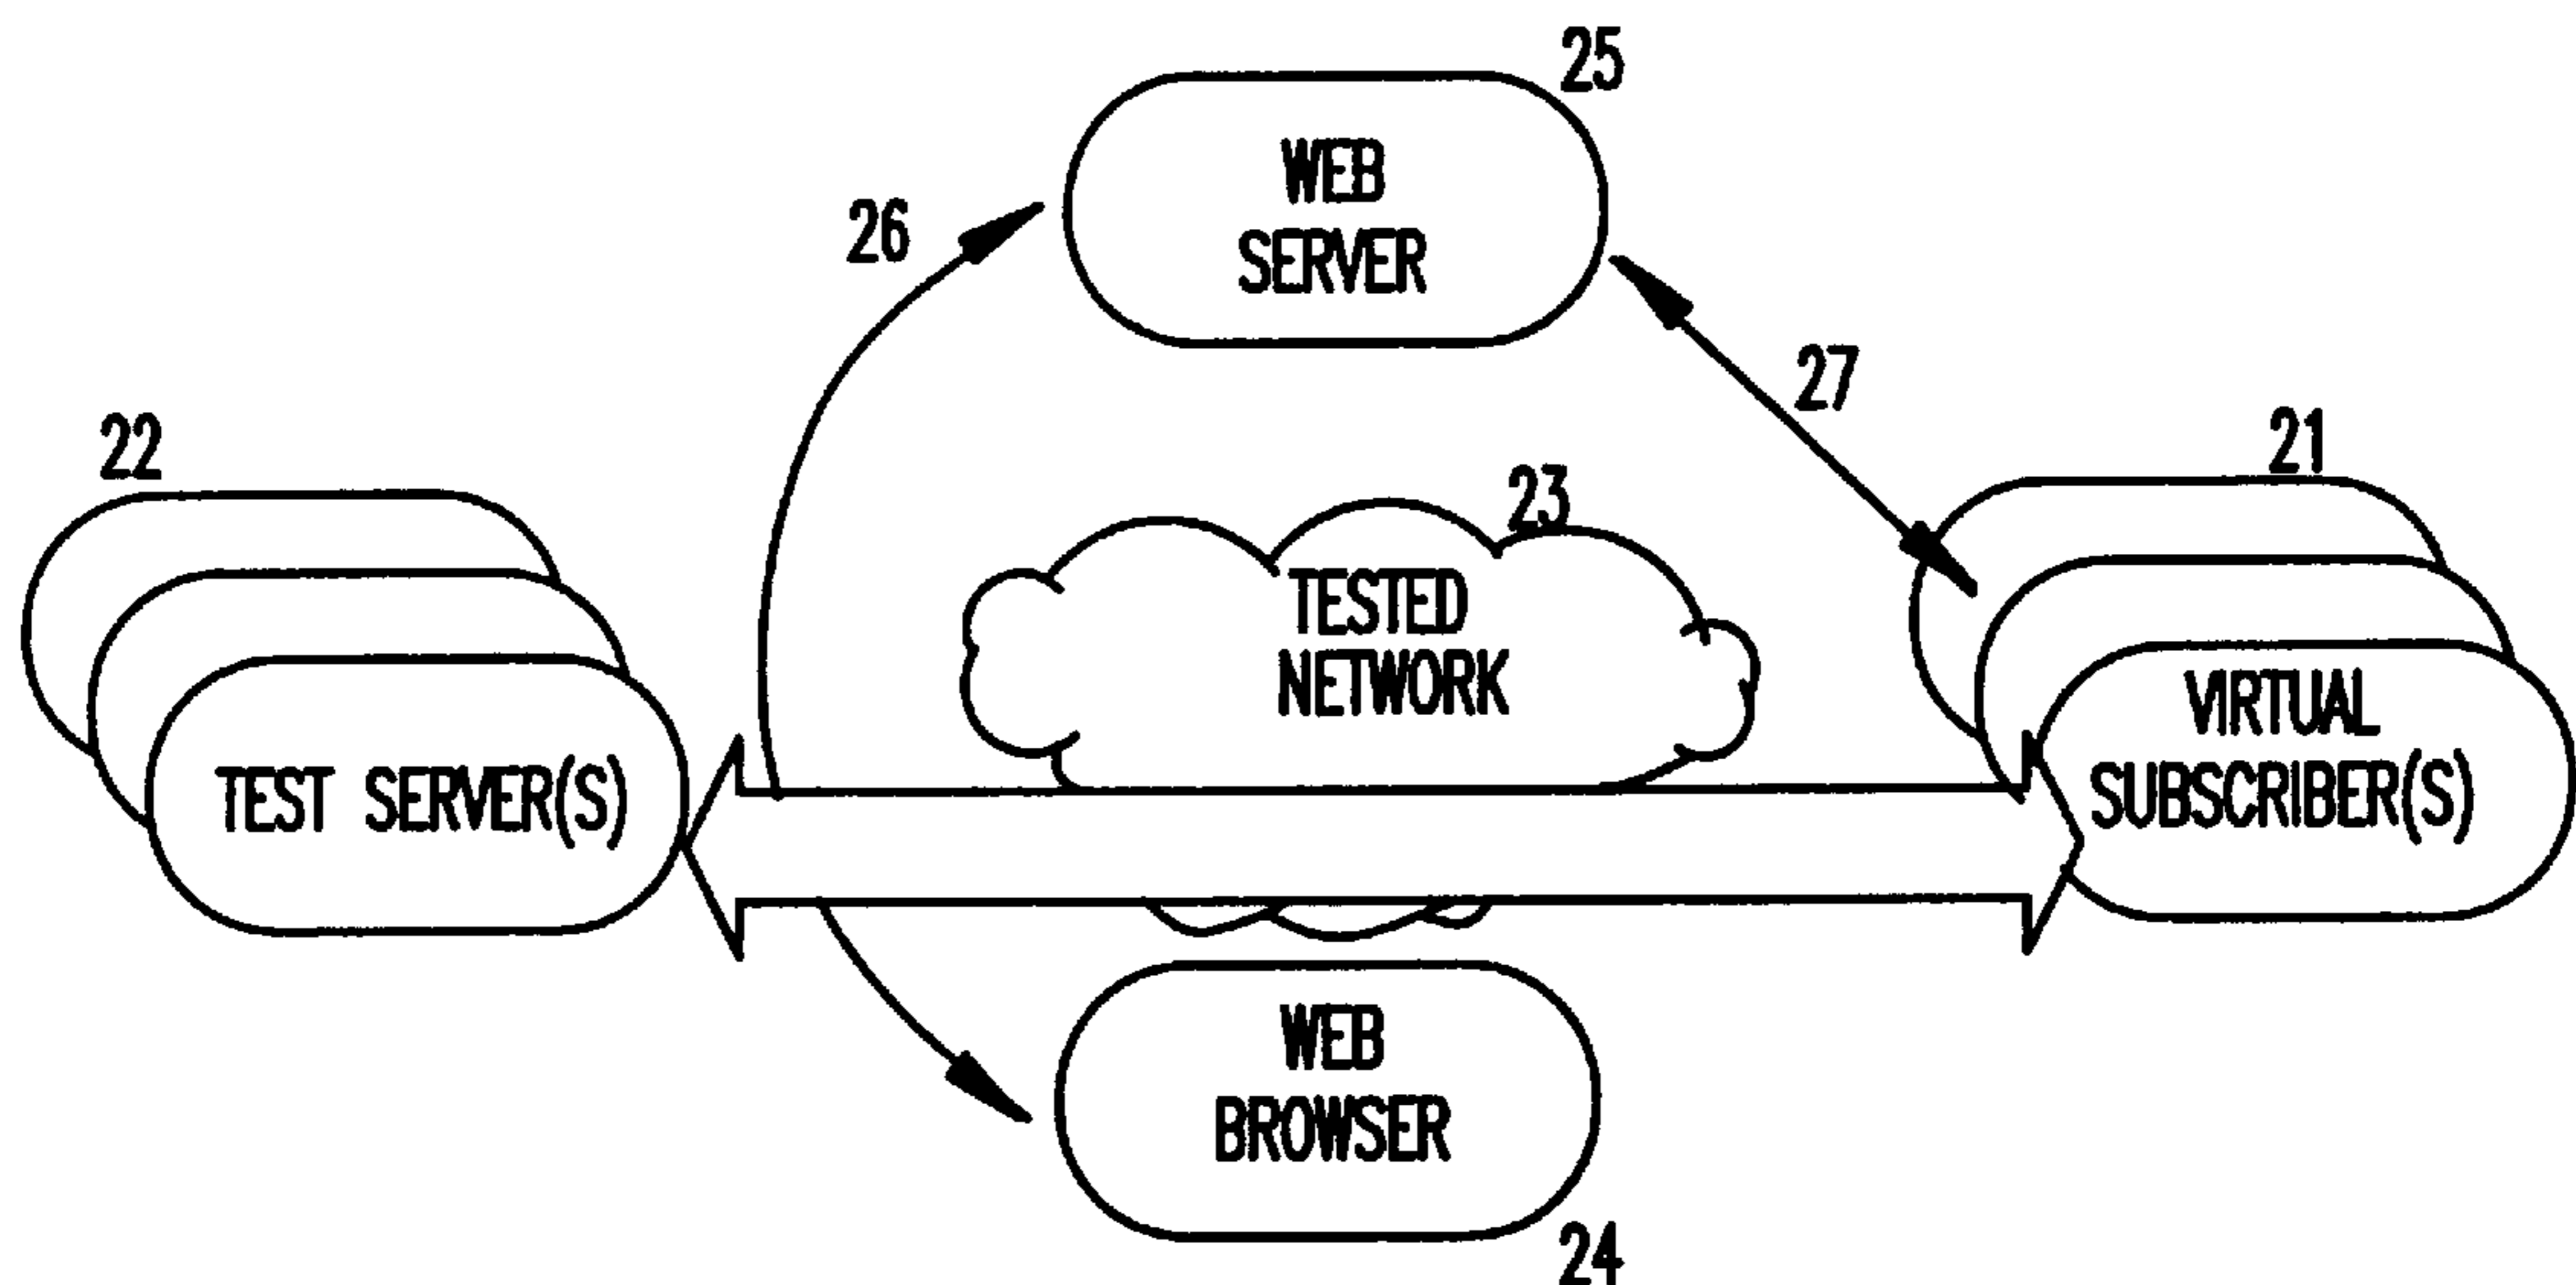 25
WEB
SERVER
26
27
22
21
23
TESTED
NETWORK
TEST SERVER(S)
VIRTUAL
SUBSCRIBER(S)
WEB
BROWSER
24